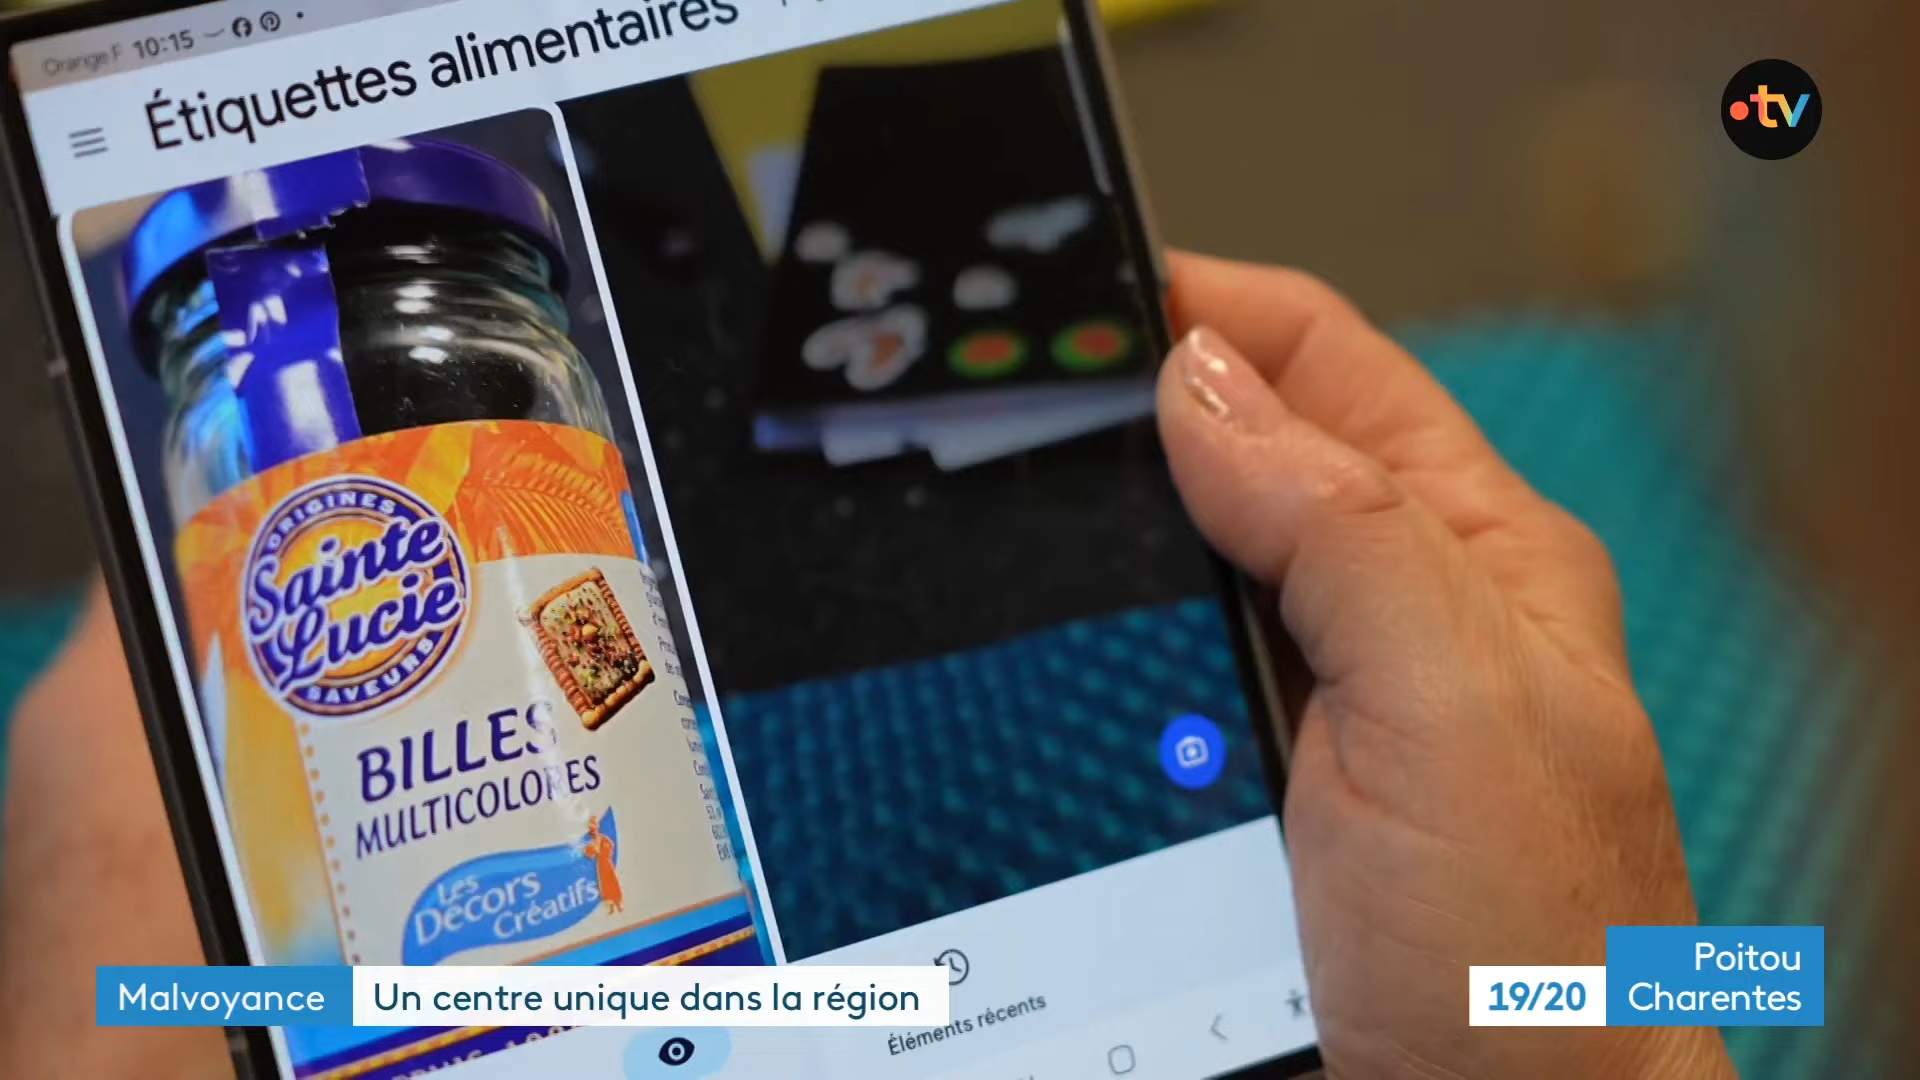 Orange F 10:15
Étiquettes alimentaires
tv
ORIGINES
Sainte
Lucie
SAVEURS
BILLES
MULTICOLORES
Les
Décors
Créatifs
Malvoyance
Un centre unique dans la région
19/20
Poitou
Charentes
Éléments récents